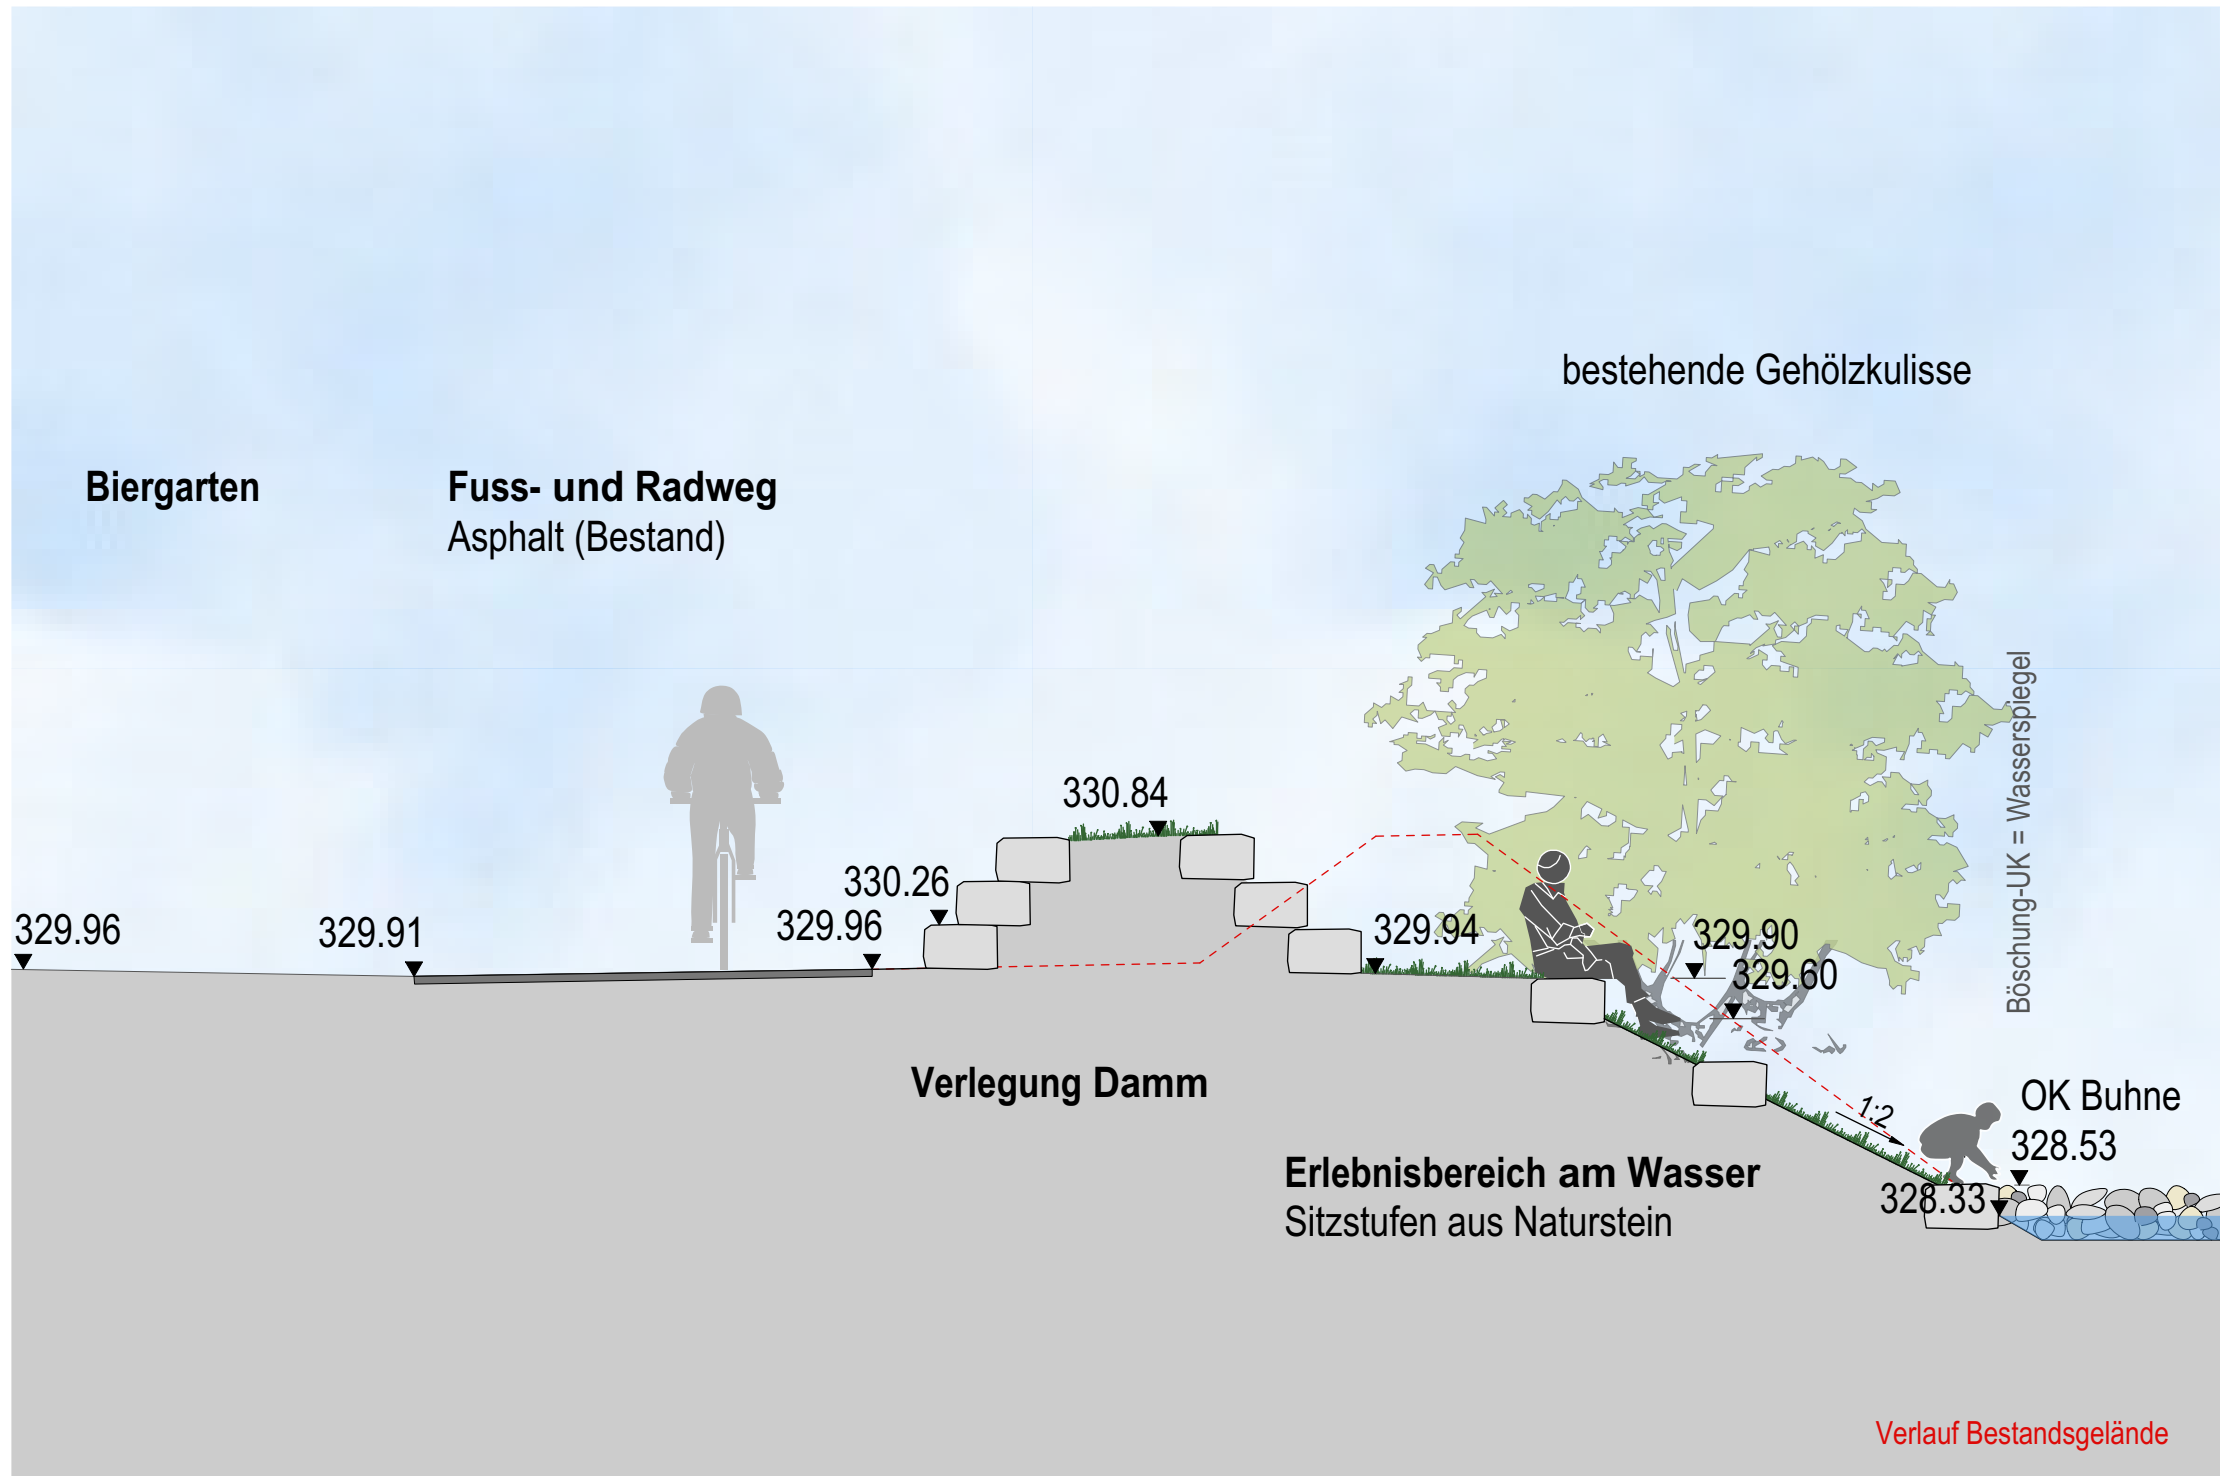 bestehende Gehölzkulisse
Biergarten
Fuss- und Radweg
Asphalt (Bestand)
Böschung-UK = Wasserspiegel
330.84
330.26
329.96
329.91
329.96
329.94
329.90
329.60
Verlegung Damm
1:2
OK Buhne
328.53
Erlebnisbereich am Wasser
Sitzstufen aus Naturstein
328.33
Verlauf Bestandsgelände